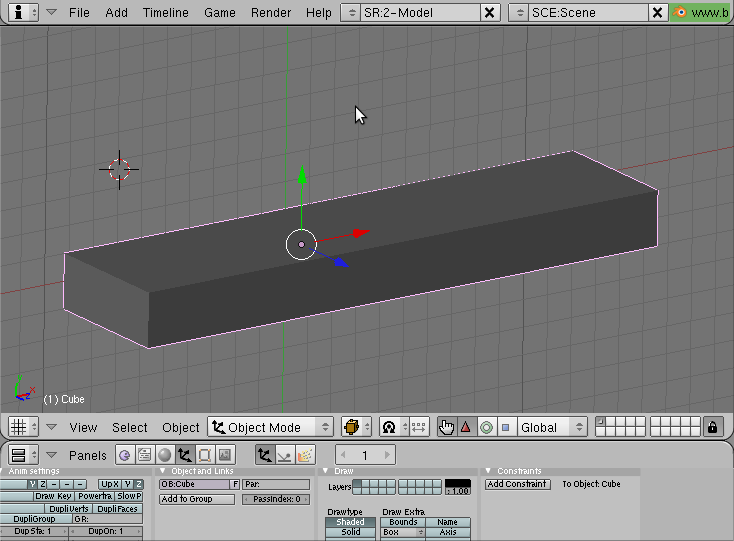 File Add Timeline Game Render Help SR:2-Model SCE:Scene www.b
(1) Cube
View Select Object Object Mode Global
Panels 1
Anim settings Object and Links Draw Constraints
Y Z UpX Y Z OB:Cube F Par: Layers 1.00 Add Constraint To Object: Cube
Draw Key Powertra SlowP Add to Group PassIndex: 0
DupliVerts DupliFaces
DupliGroup GR: Drawtype Draw Extra
DupSta: 1 DupOn: 1 Shaded Bounds Name
Solid Box Axis